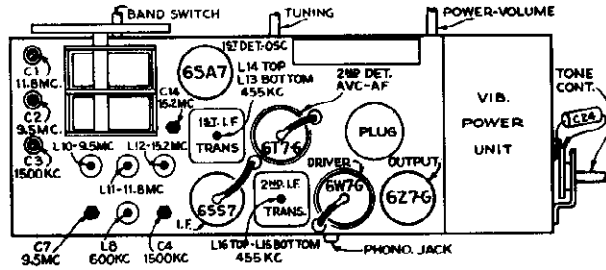 BAND SWITCH
TUNING
POWER-VOLUME
C1
11.8MC.
C2
9.5MC.
C3
1500KC
1ST DET.-OSC
6SA7
C14
15.2MC.
L14 TOP
L13 BOTTOM
455KC
2ND DET.
AVC-AF
TONE
CONT.
C24
VIB.
POWER
UNIT
1ST. I.F
TRANS.
6T7-G
PLUG
L10-9.5MC
L12-15.2MC
L11-11.8MC
6SS7
I.F.
2ND. I.F.
TRANS.
DRIVER
6W7-G
OUTPUT
6Z7-G
C7
9.5MC
L8
600KC
C4
1500KC
L16 TOP-L15 BOTTOM
455KC
PHONO. JACK